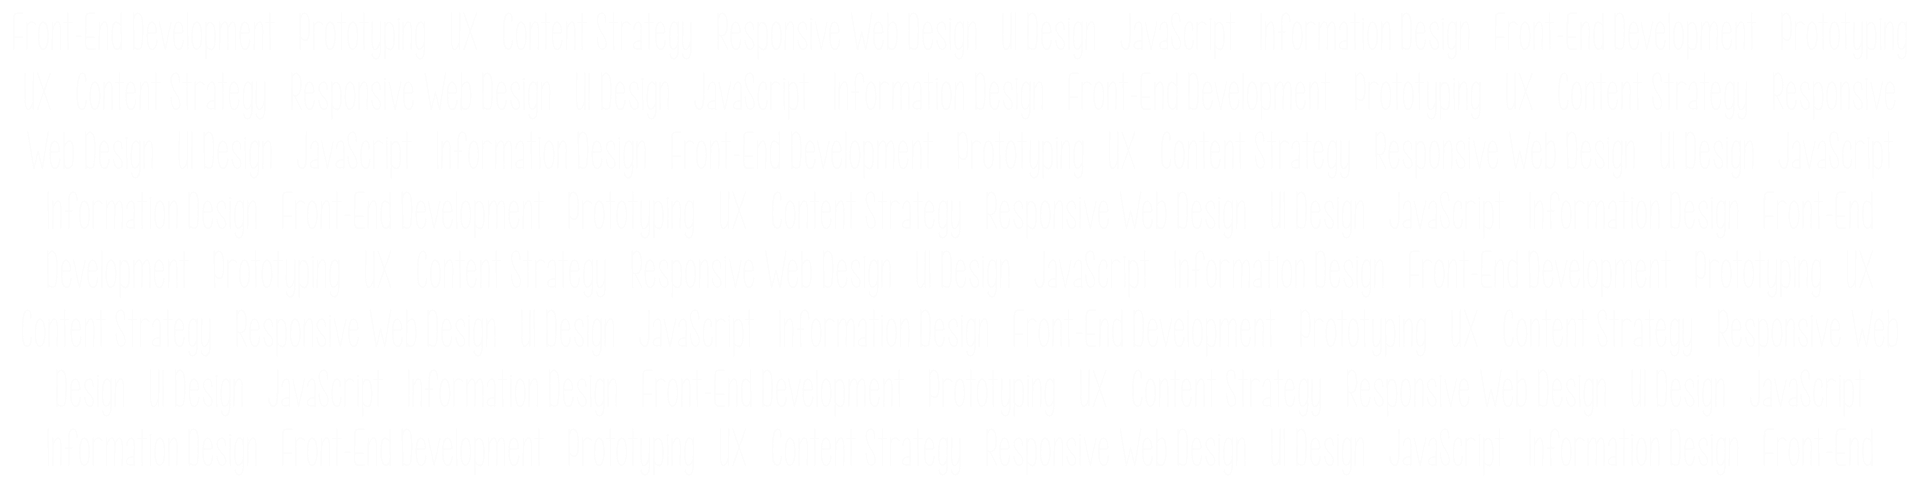 Front-End Development Prototyping UX Content Strategy Responsive Web Design UI Design JavaScript Information Design Front-End Development Prototyping
UX Content Strategy Responsive Web Design UI Design JavaScript Information Design Front-End Development Prototyping UX Content Strategy Responsive
Web Design UI Design JavaScript Information Design Front-End Development Prototyping UX Content Strategy Responsive Web Design UI Design JavaScript
Information Design Front-End Development Prototyping UX Content Strategy Responsive Web Design UI Design JavaScript Information Design Front-End
Development Prototyping UX Content Strategy Responsive Web Design UI Design JavaScript Information Design Front-End Development Prototyping UX
Content Strategy Responsive Web Design UI Design JavaScript Information Design Front-End Development Prototyping UX Content Strategy Responsive Web
Design UI Design JavaScript Information Design Front-End Development Prototyping UX Content Strategy Responsive Web Design UI Design JavaScript
Information Design Front-End Development Prototyping UX Content Strategy Responsive Web Design UI Design JavaScript Information Design Front-End